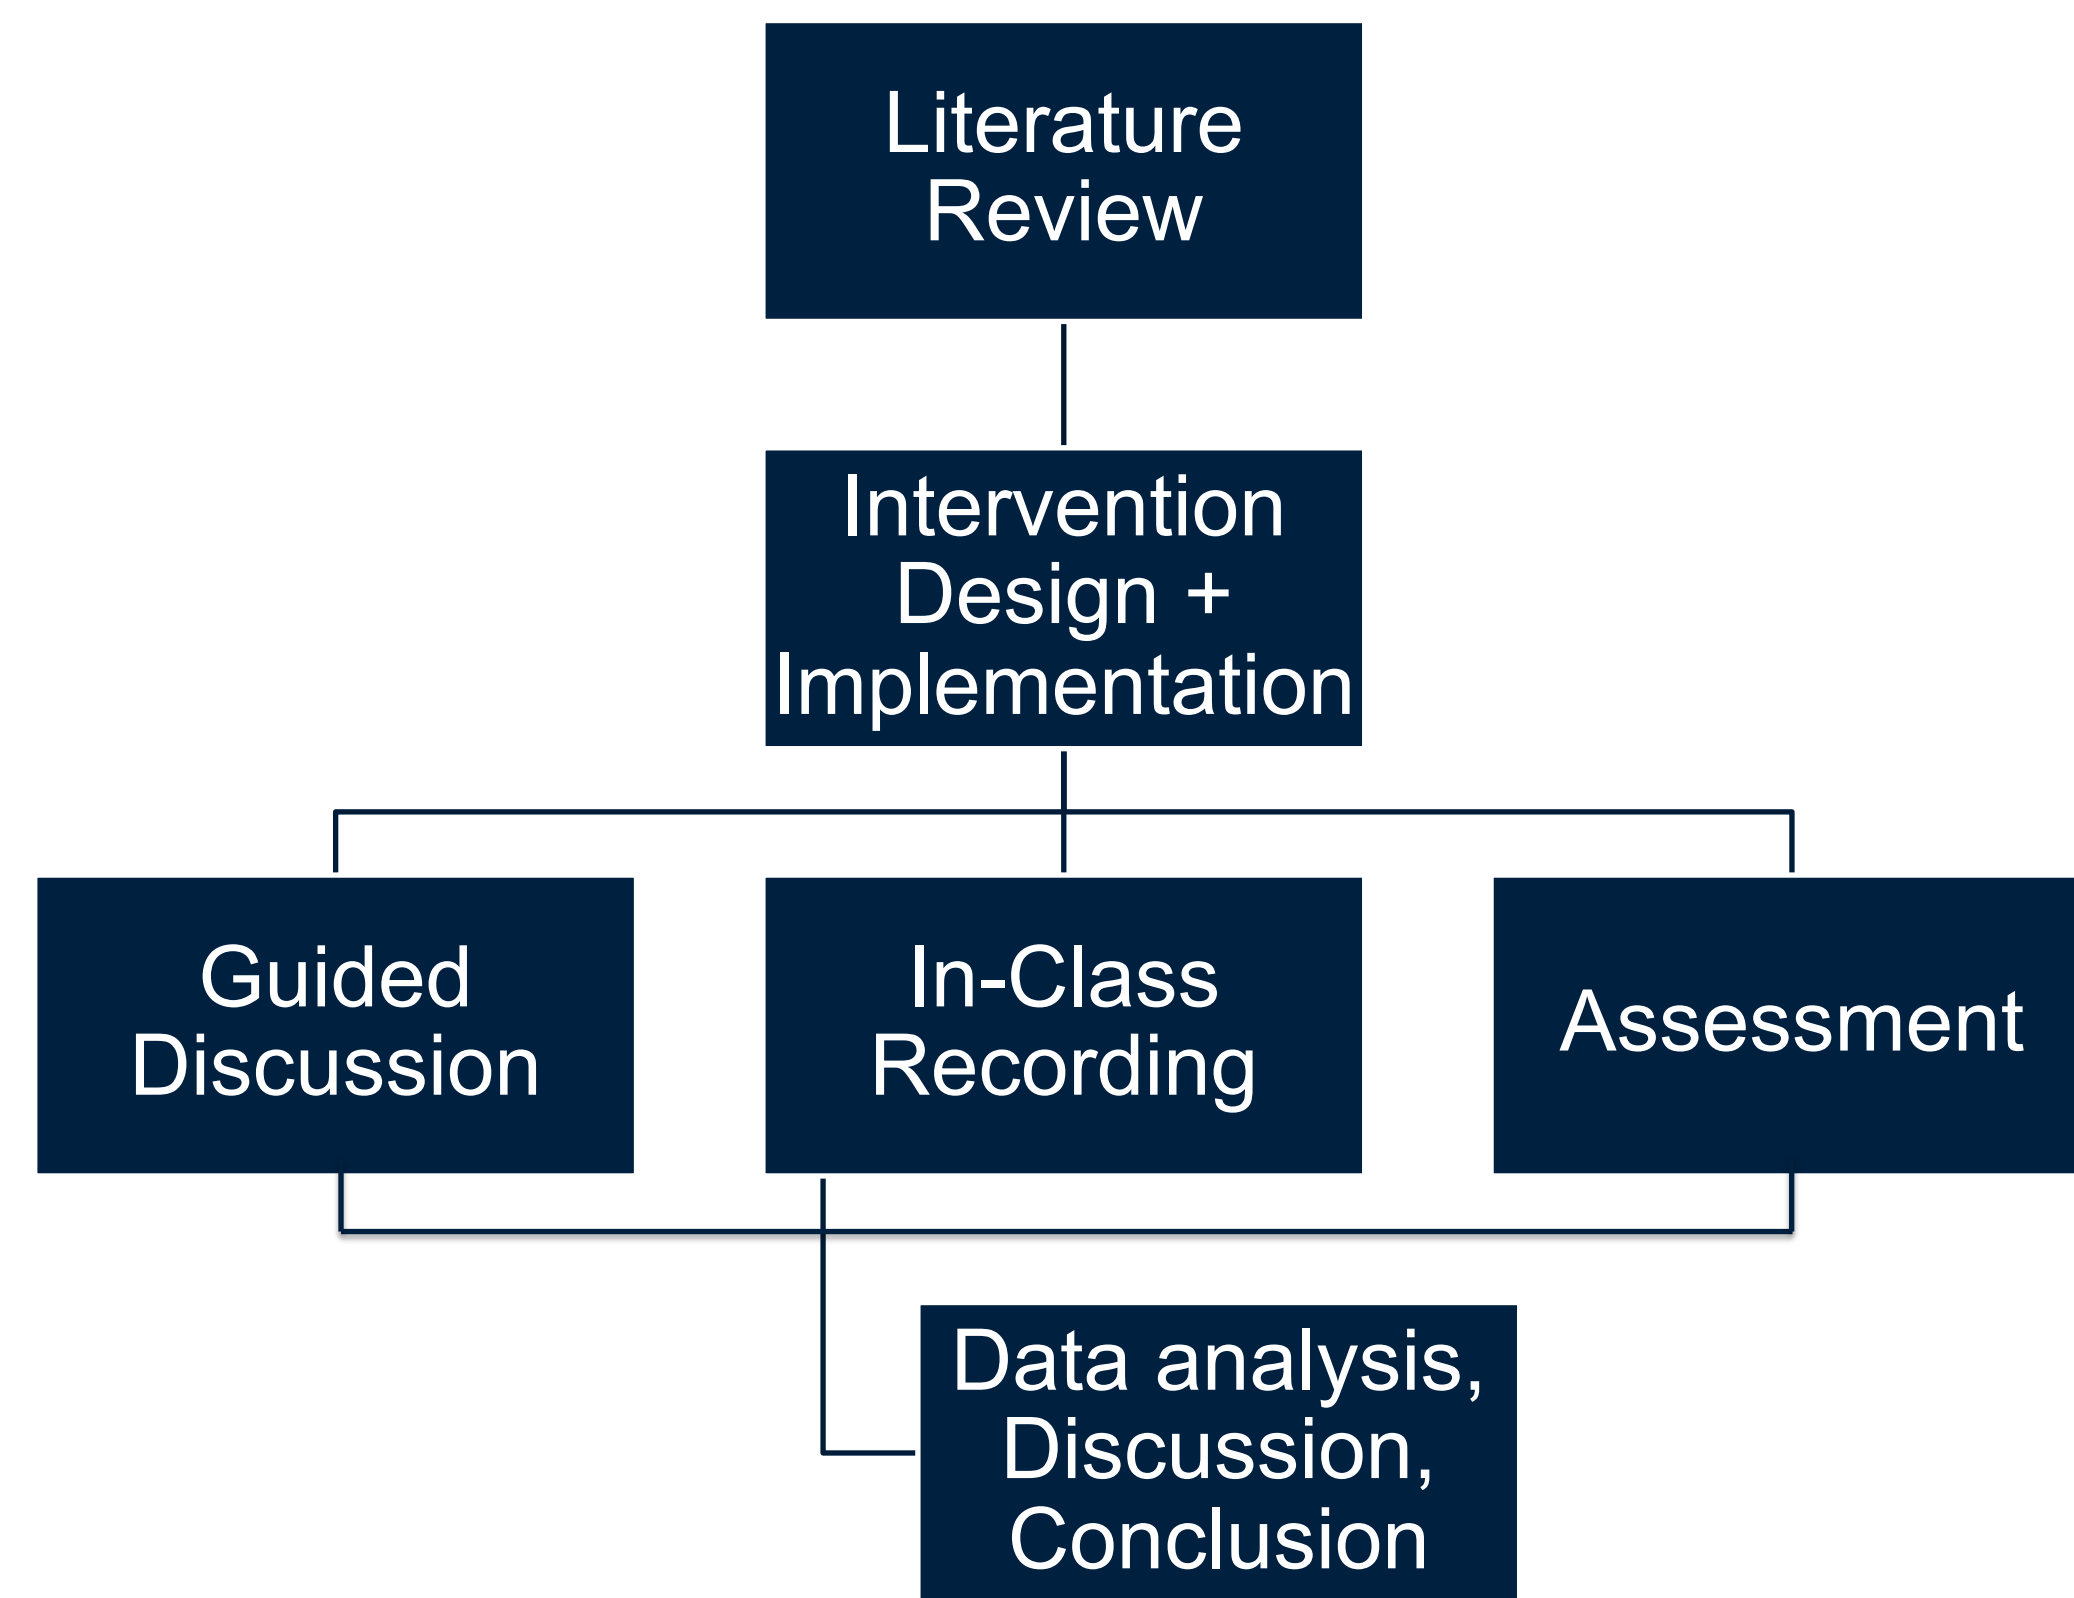 Literature
Review
Intervention
Design +
Implementation
Guided
Discussion
In-Class
Recording
Assessment
Data analysis,
Discussion,
Conclusion